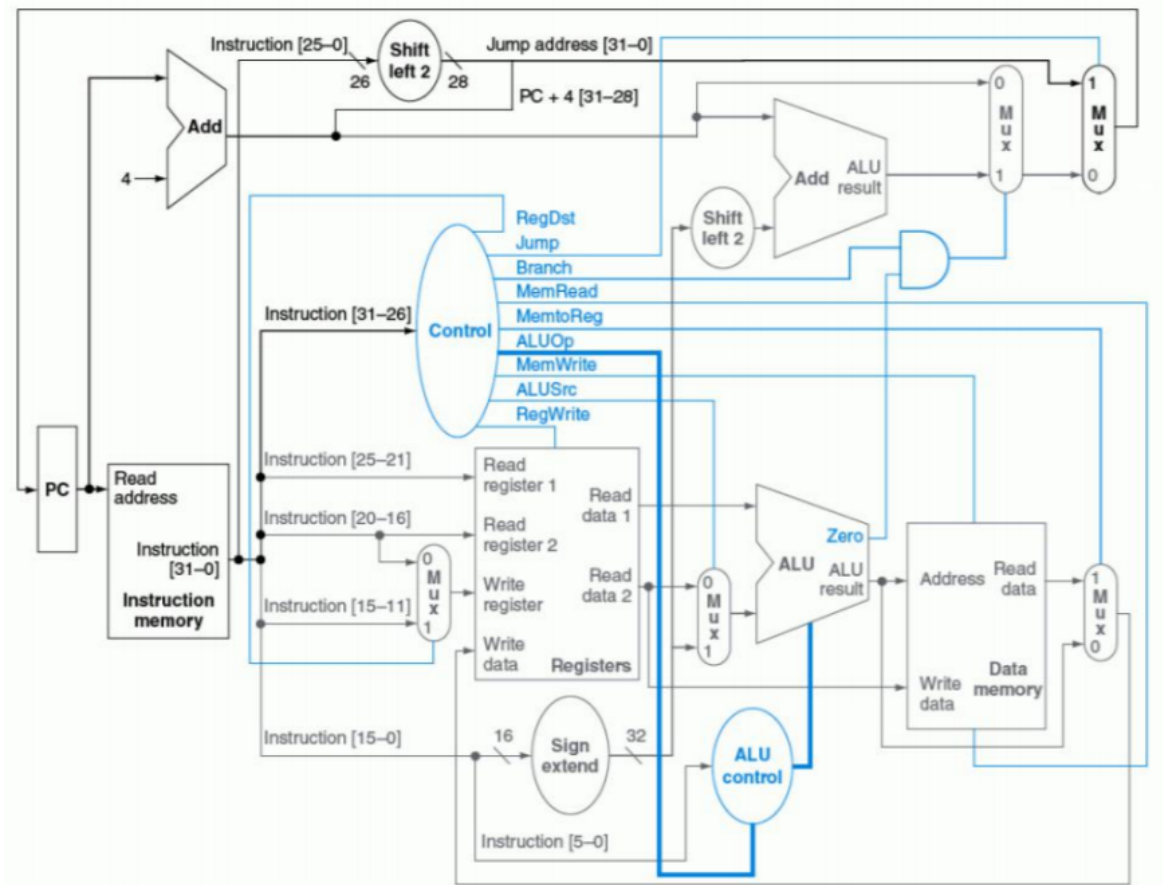 Instruction [25–0]
Shift
left 2
Jump address [31–0]
26
28
PC + 4 [31–28]
Add
4
0
M
u
x
1
1
M
u
x
0
Add
ALU
result
Shift
left 2
RegDst
Jump
Branch
MemRead
MemtoReg
ALUOp
MemWrite
ALUSrc
RegWrite
Instruction [31–26]
Control
PC
Read
address
Instruction
[31–0]
Instruction
memory
Instruction [25–21]
Instruction [20–16]
Instruction [15–11]
0
M
u
x
1
Read
register 1
Read
register 2
Write
register
Write
data
Read
data 1
Read
data 2
Registers
0
M
u
x
1
Zero
ALU
ALU
result
Address
Read
data
Write
data
Data
memory
1
M
u
x
0
Instruction [15–0]
16
Sign
extend
32
ALU
control
Instruction [5–0]